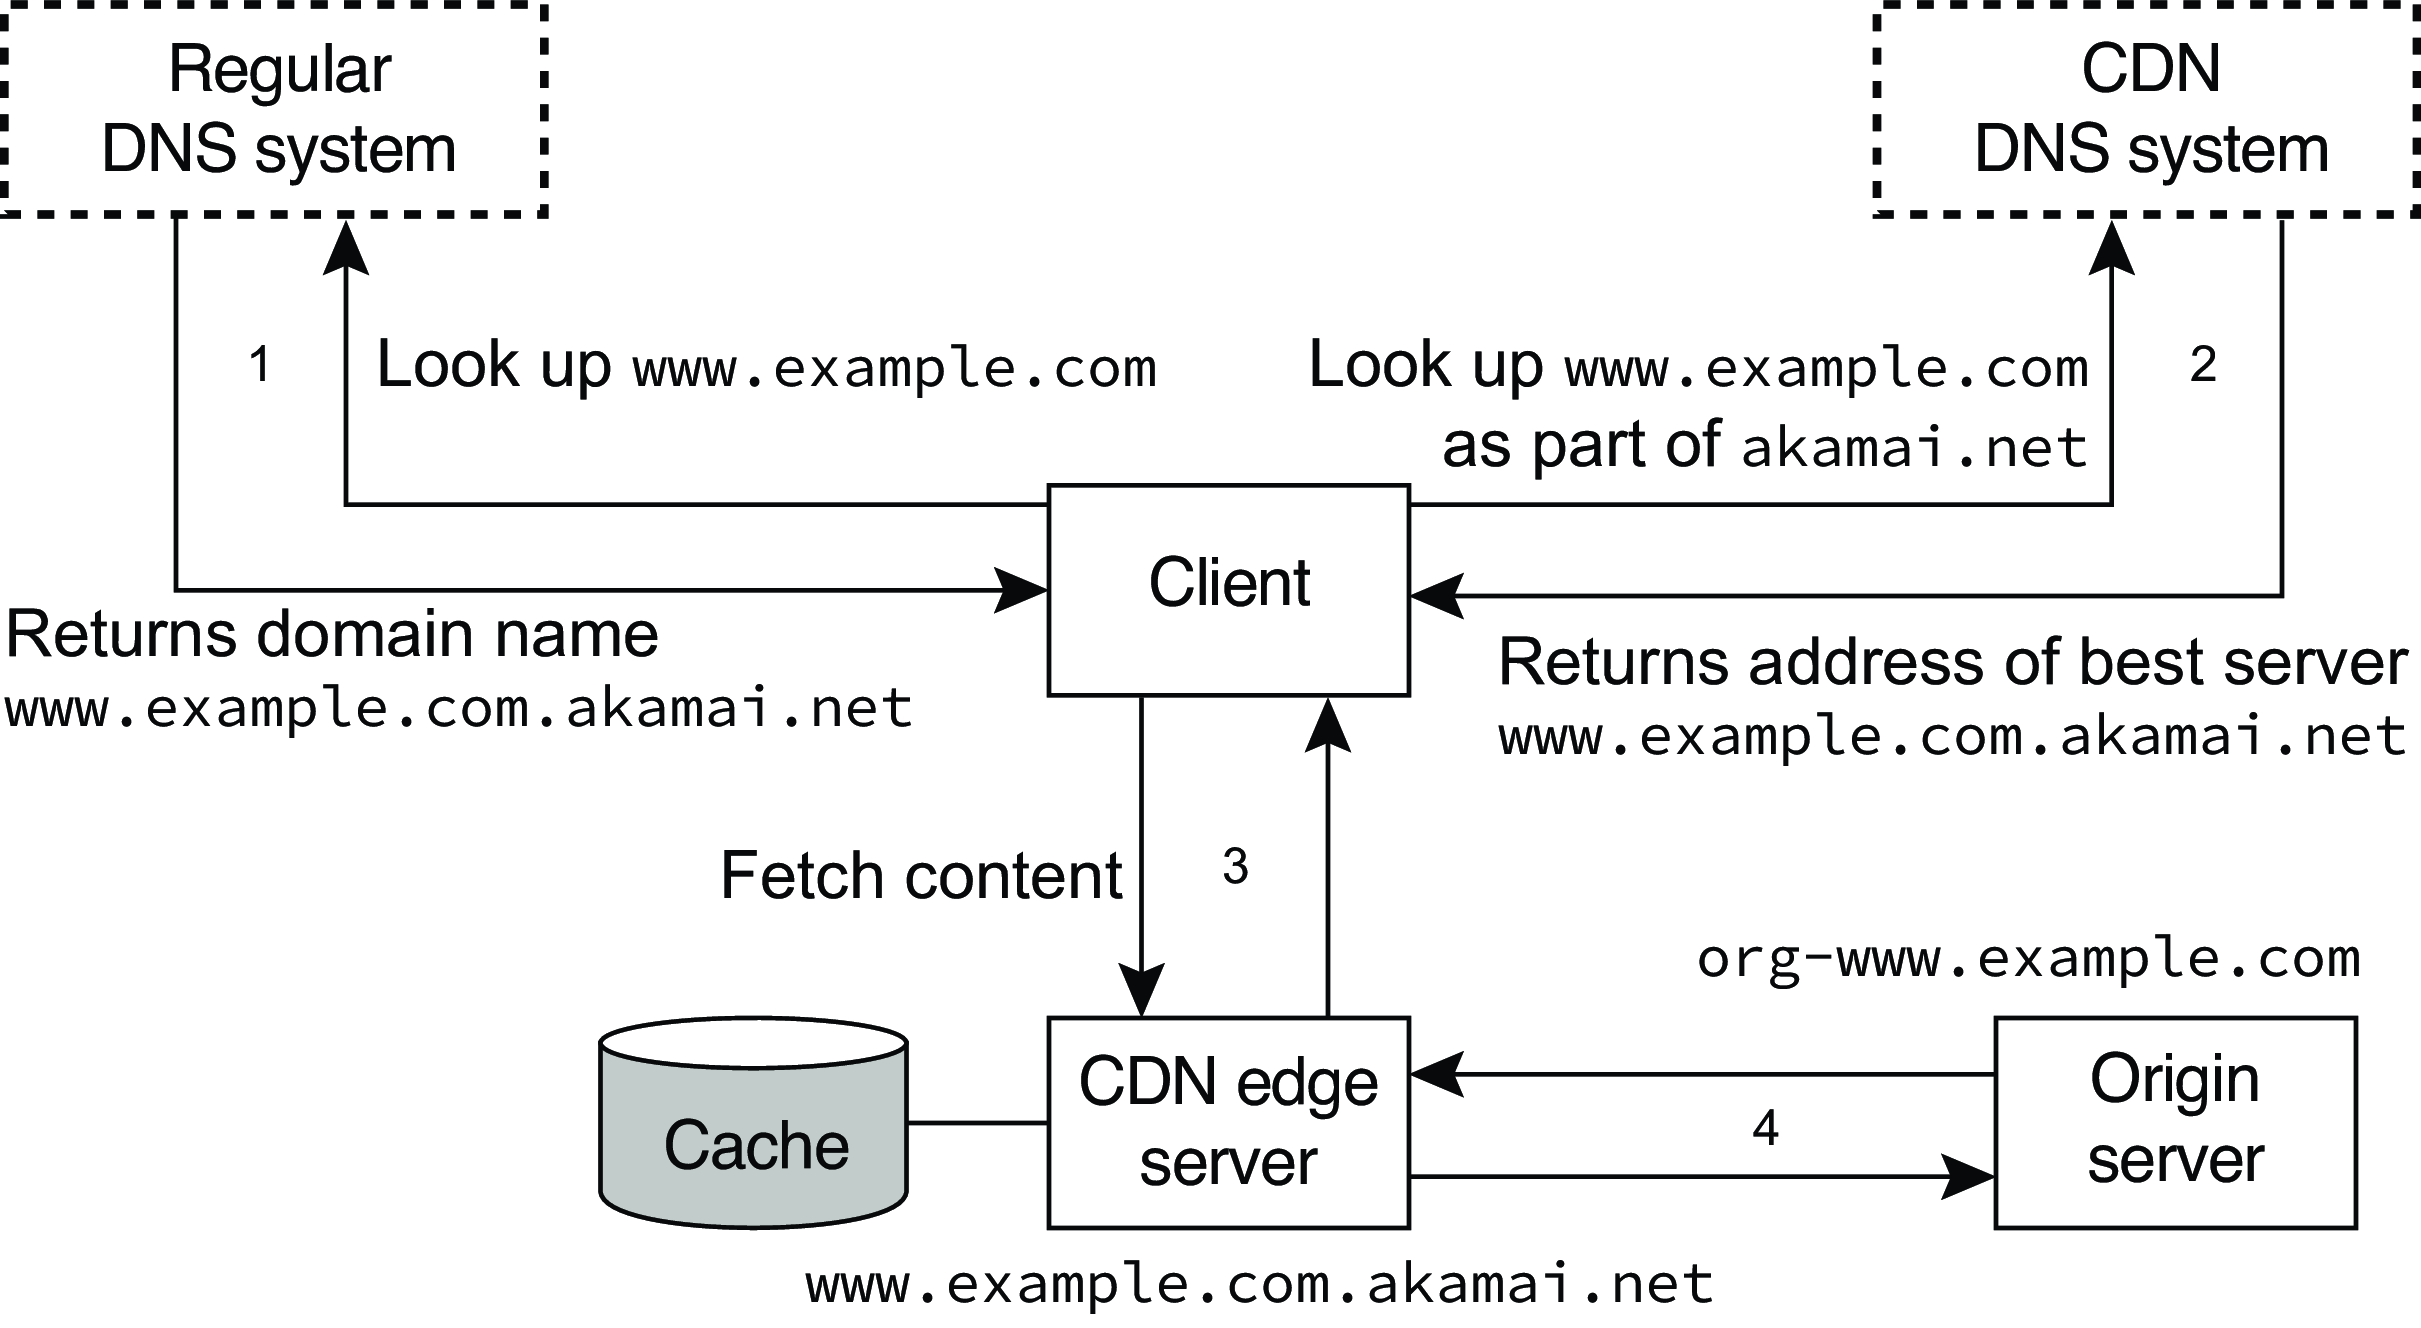 Regular
DNS system
CDN
DNS system
1
Look up www.example.com
Look up www.example.com
as part of akamai.net
2
Client
Returns domain name
www.example.com.akamai.net
Returns address of best server
www.example.com.akamai.net
Fetch content
3
org-www.example.com
Cache
CDN edge
server
4
Origin
server
www.example.com.akamai.net